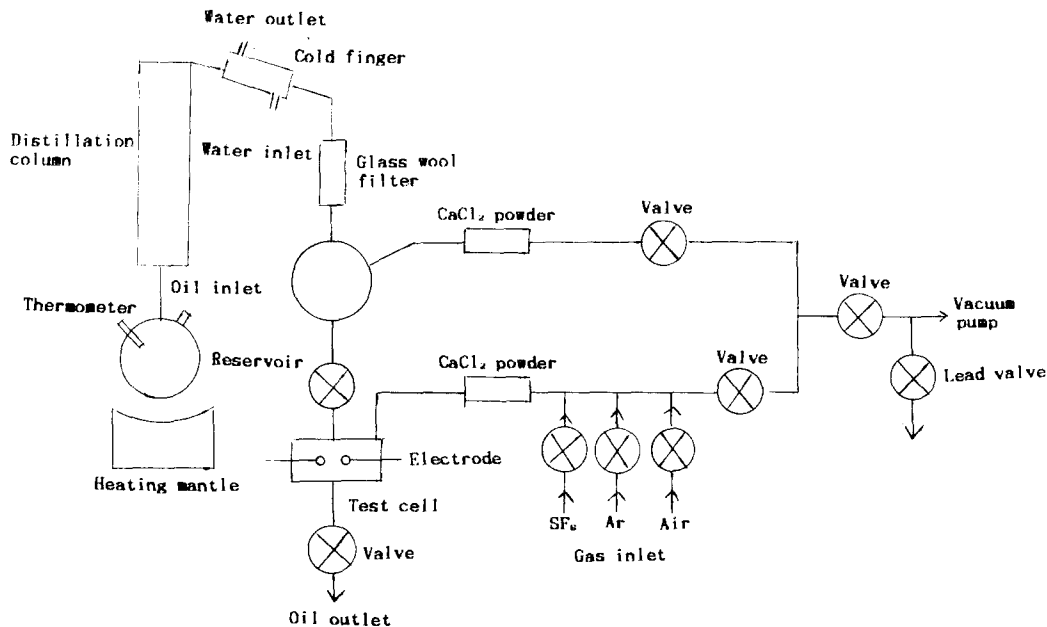 Water outlet
Cold finger
Distillation
column
Water inlet
Glass wool
filter
CaCl₂ powder
Valve
Oil inlet
Thermometer
Valve
Vacuum
pump
Reservoir
CaCl₂ powder
Valve
Lead valve
Electrode
Heating mantle
Test cell
SF₆
Ar
Air
Valve
Gas inlet
Oil outlet